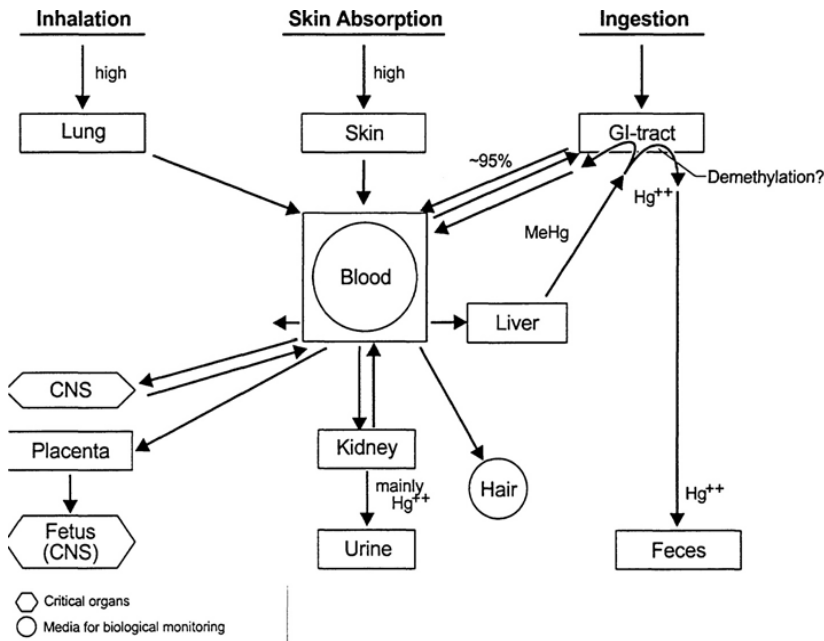 Inhalation
Skin Absorption
Ingestion
high
high
Lung
Skin
GI-tract
~95%
Demethylation?
Hg++
MeHg
Blood
Liver
CNS
Placenta
Kidney
Hair
mainly
Hg++
Hg++
Fetus
(CNS)
Urine
Feces
Critical organs
Media for biological monitoring